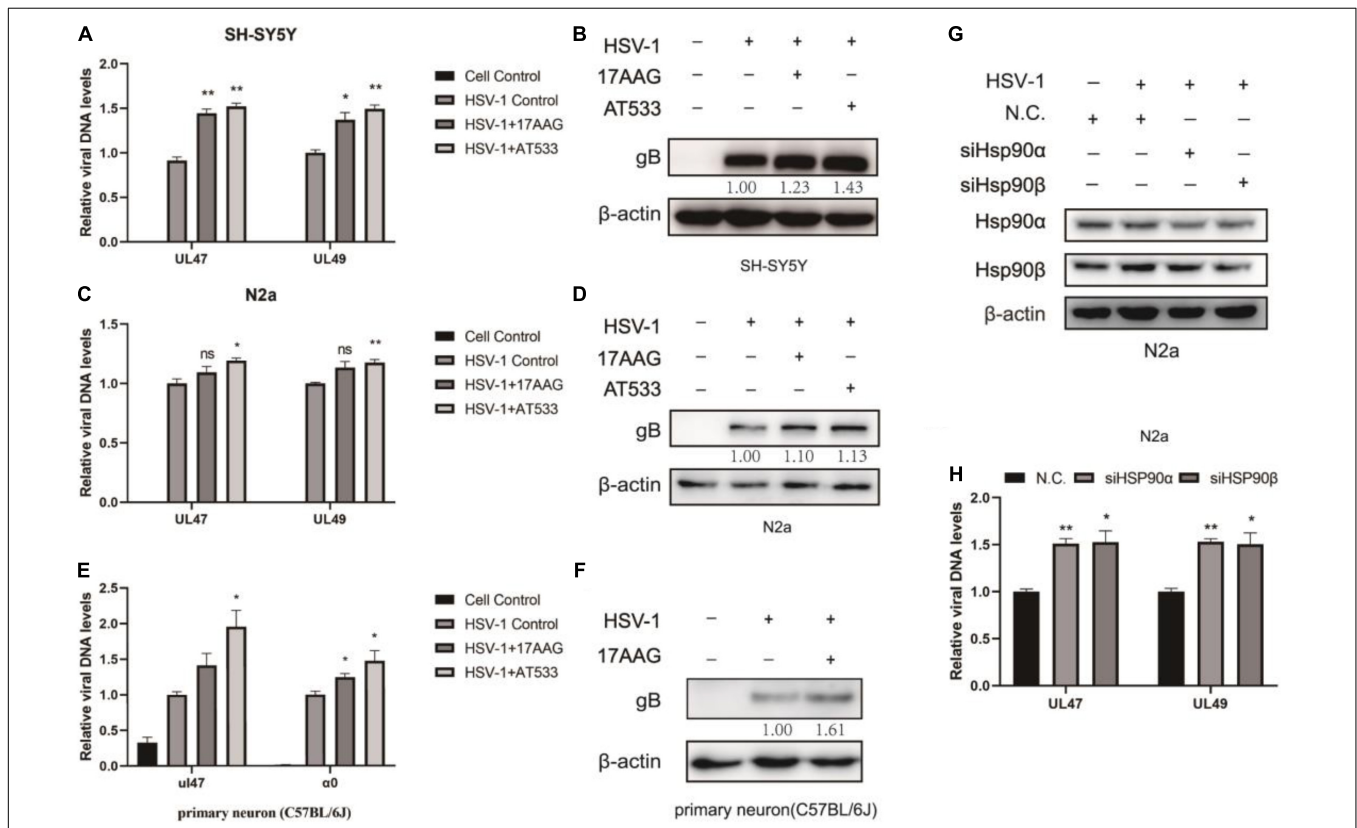 A
SH-SY5Y
Relative viral DNA levels
2.0
1.5
1.0
0.5
0.0
** ** * **
UL47 UL49
Cell Control
HSV-1 Control
HSV-1+17AAG
HSV-1+AT533
B
HSV-1 – + + +
17AAG – – + –
AT533 – – – +
gB
1.00 1.23 1.43
β-actin
SH-SY5Y
C
N2a
Relative viral DNA levels
1.5
1.0
0.5
0.0
ns * ns **
UL47 UL49
Cell Control
HSV-1 Control
HSV-1+17AAG
HSV-1+AT533
D
HSV-1 – + + +
17AAG – – + –
AT533 – – – +
gB
1.00 1.10 1.13
β-actin
N2a
E
Relative viral DNA levels
2.5
2.0
1.5
1.0
0.5
0.0
* * *
ul47 α0
primary neuron (C57BL/6J)
Cell Control
HSV-1 Control
HSV-1+17AAG
HSV-1+AT533
F
HSV-1 – + +
17AAG – – +
gB
1.00 1.61
β-actin
primary neuron(C57BL/6J)
G
HSV-1 – + + +
N.C. + + – –
siHsp90α – – + –
siHsp90β – – – +
Hsp90α
Hsp90β
β-actin
N2a
H
N2a
N.C. siHSP90α siHSP90β
Relative viral DNA levels
2.0
1.5
1.0
0.5
0.0
** * ** *
UL47 UL49